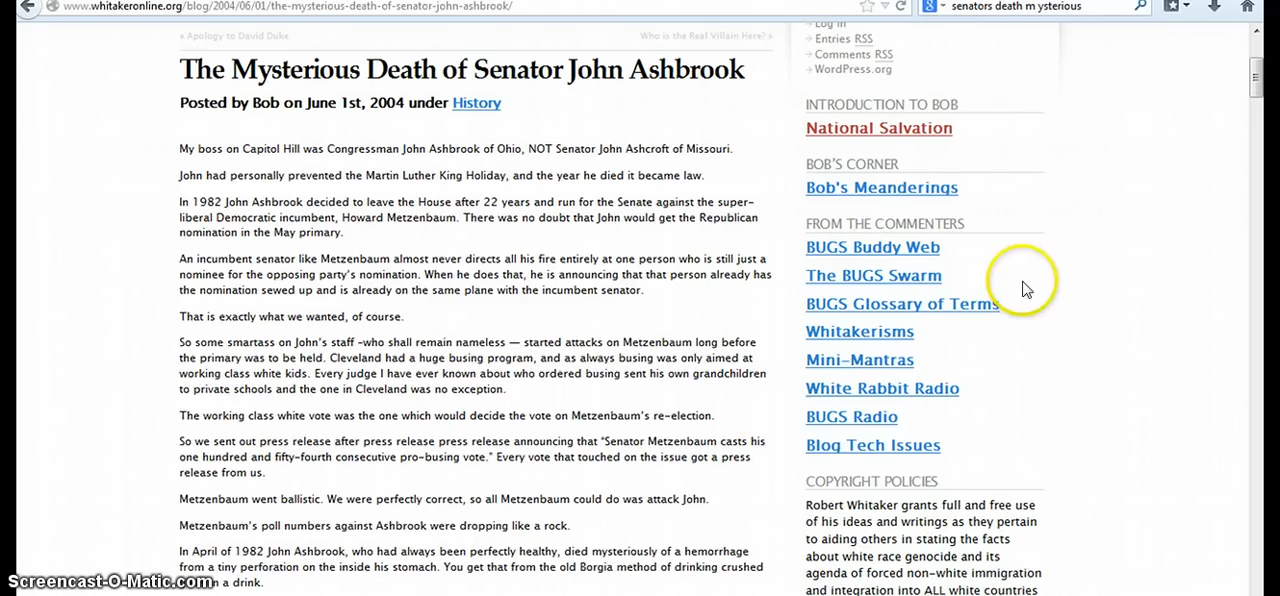 www.whitakeronline.org/blog/2004/06/01/the-mysterious-death-of-senator-john-ashbrook/
senators death m ysterious
« Apology to David Duke
Who is the Real Villain Here? »
The Mysterious Death of Senator John Ashbrook
Posted by Bob on June 1st, 2004 under History
My boss on Capitol Hill was Congressman John Ashbrook of Ohio, NOT Senator John Ashcroft of Missouri.
John had personally prevented the Martin Luther King Holiday, and the year he died it became law.
In 1982 John Ashbrook decided to leave the House after 22 years and run for the Senate against the super-
liberal Democratic incumbent, Howard Metzenbaum. There was no doubt that John would get the Republican
nomination in the May primary.
An incumbent senator like Metzenbaum almost never directs all his fire entirely at one person who is still just a
nominee for the opposing party's nomination. When he does that, he is announcing that that person already has
the nomination sewed up and is already on the same plane with the incumbent senator.
That is exactly what we wanted, of course.
So some smartass on John's staff –who shall remain nameless — started attacks on Metzenbaum long before
the primary was to be held. Cleveland had a huge busing program, and as always busing was only aimed at
working class white kids. Every judge I have ever known about who ordered busing sent his own grandchildren
to private schools and the one in Cleveland was no exception.
The working class white vote was the one which would decide the vote on Metzenbaum's re-election.
So we sent out press release after press release press release announcing that "Senator Metzenbaum casts his
one hundred and fifty-fourth consecutive pro-busing vote." Every vote that touched on the issue got a press
release from us.
Metzenbaum went ballistic. We were perfectly correct, so all Metzenbaum could do was attack John.
Metzenbaum's poll numbers against Ashbrook were dropping like a rock.
In April of 1982 John Ashbrook, who had always been perfectly healthy, died mysteriously of a hemorrhage
from a tiny perforation on the inside his stomach. You get that from the old Borgia method of drinking crushed
n a drink.
Log in
Entries RSS
Comments RSS
WordPress.org
INTRODUCTION TO BOB
National Salvation
BOB'S CORNER
Bob's Meanderings
FROM THE COMMENTERS
BUGS Buddy Web
The BUGS Swarm
BUGS Glossary of Terms
Whitakerisms
Mini-Mantras
White Rabbit Radio
BUGS Radio
Blog Tech Issues
COPYRIGHT POLICIES
Robert Whitaker grants full and free use
of his ideas and writings as they pertain
to aiding others in stating the facts
about white race genocide and its
agenda of forced non-white immigration
and integration into ALL white countries
Screencast-O-Matic.com